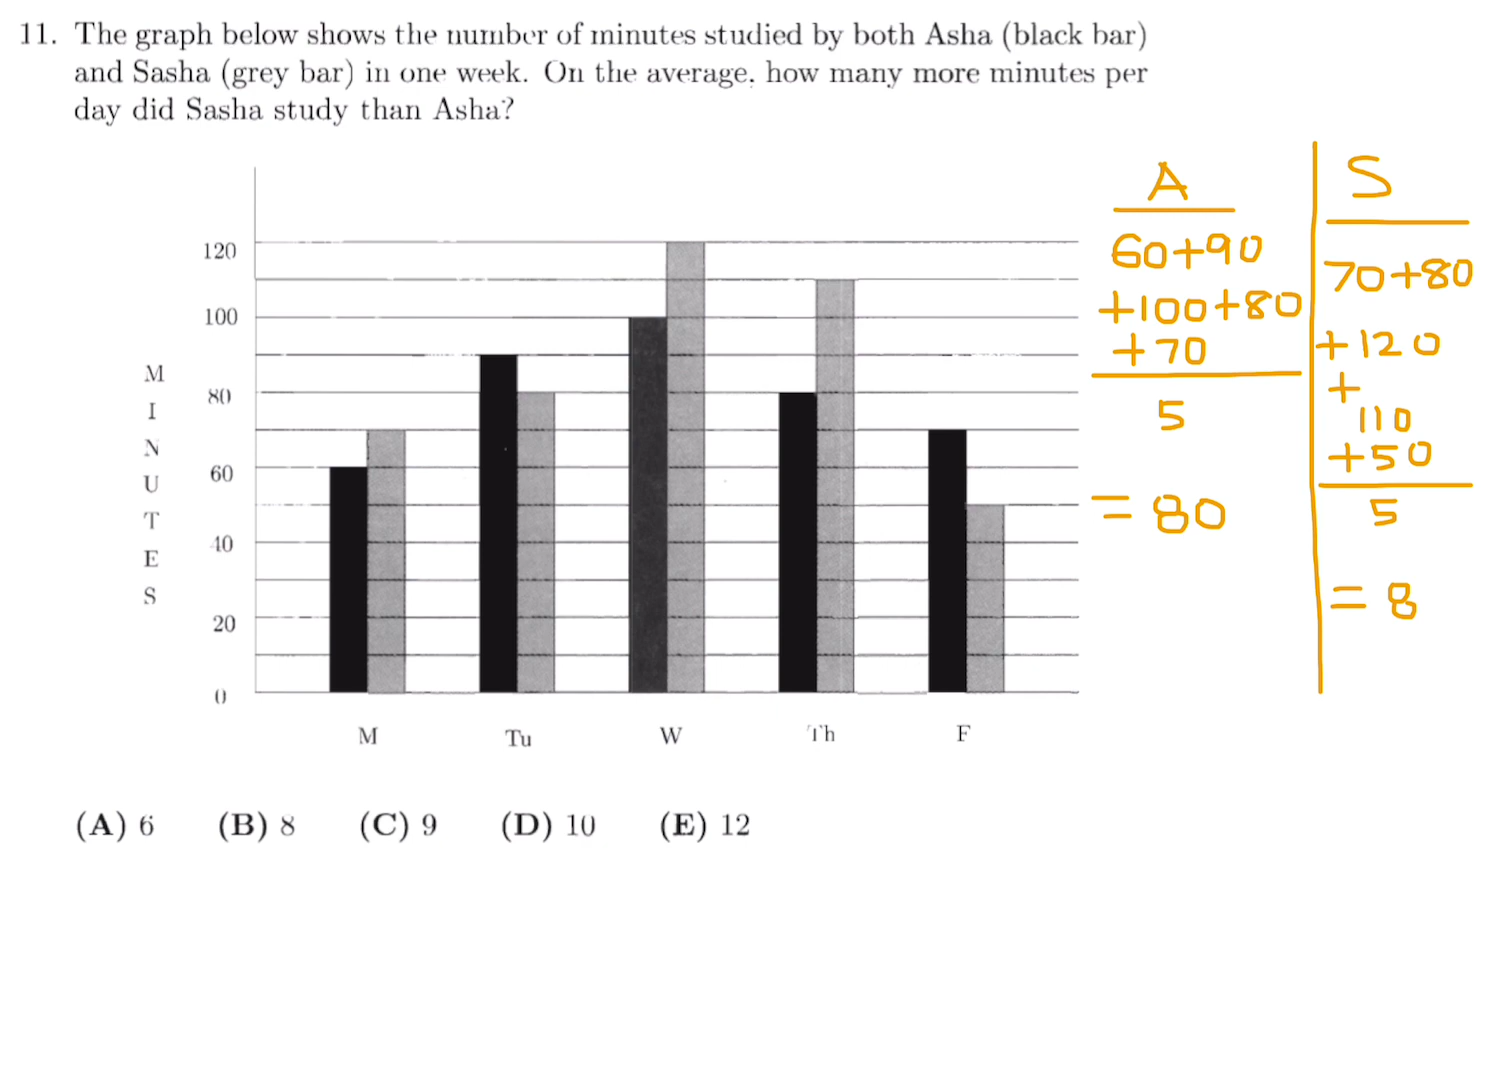 11. The graph below shows the number of minutes studied by both Asha (black bar)
and Sasha (grey bar) in one week. On the average, how many more minutes per
day did Sasha study than Asha?
120
100
80
60
40
20
0
M
I
N
U
T
E
S
M Tu W Th F
(A) 6 (B) 8 (C) 9 (D) 10 (E) 12
A
60+90
+100+80
+70
5
= 80
S
70+80
+120
+
110
+50
5
= 8